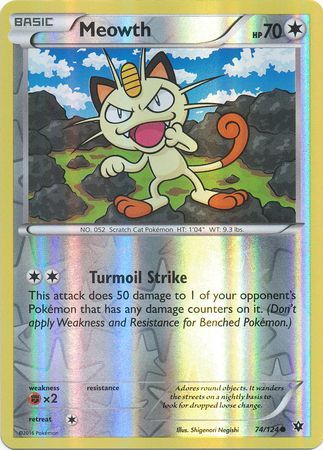 BASIC
Meowth
HP 70
NO. 052 Scratch Cat Pokémon HT: 1'04" WT: 9.3 lbs.
Turmoil Strike
This attack does 50 damage to 1 of your opponent's
Pokémon that has any damage counters on it. (Don't
apply Weakness and Resistance for Benched Pokémon.)
weakness
resistance
×2
retreat
Adores round objects. It wanders
the streets on a nightly basis to
look for dropped loose change.
©2016 Pokémon
Illus. Shigenori Negishi
74/124